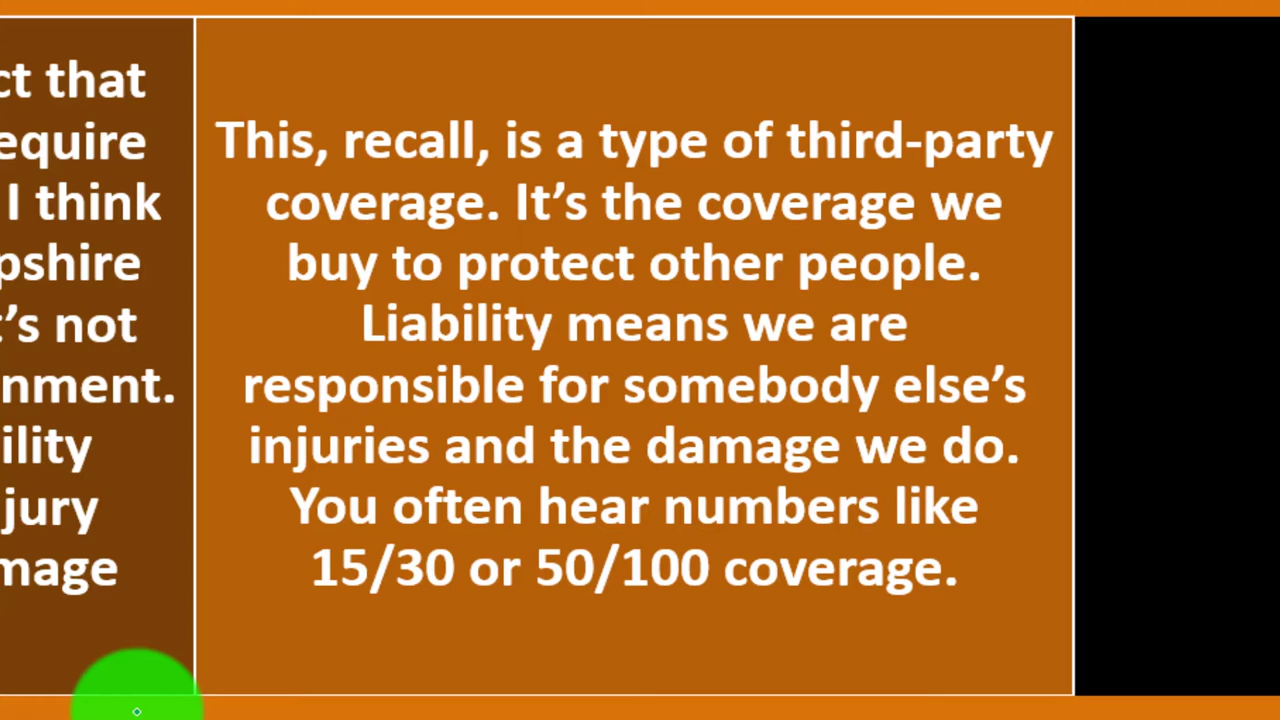 ct that
equire
I think
pshire
t's not
nment.
ility
jury
mage
This, recall, is a type of third-party
coverage. It’s the coverage we
buy to protect other people.
Liability means we are
responsible for somebody else’s
injuries and the damage we do.
You often hear numbers like
15/30 or 50/100 coverage.